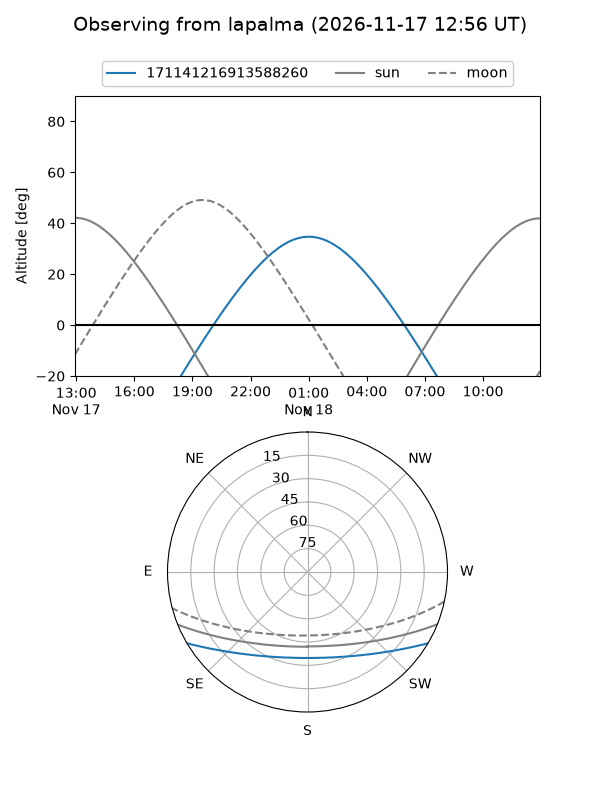 Observing from lapalma (2026-11-17 12:56 UT)
171141216913588260 sun moon
Altitude [deg]
80
60
40
20
0
−20
13:00 16:00 19:00 22:00 01:00 04:00 07:00 10:00
Nov 17 Nov 18
N
NE NW
15
30
45
60
75
E W
SE SW
S